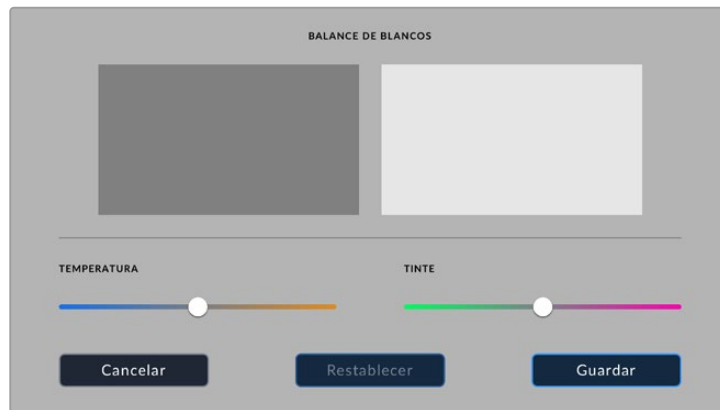 BALANCE DE BLANCOS
TEMPERATURA
TINTE
Cancelar
Restablecer
Guardar